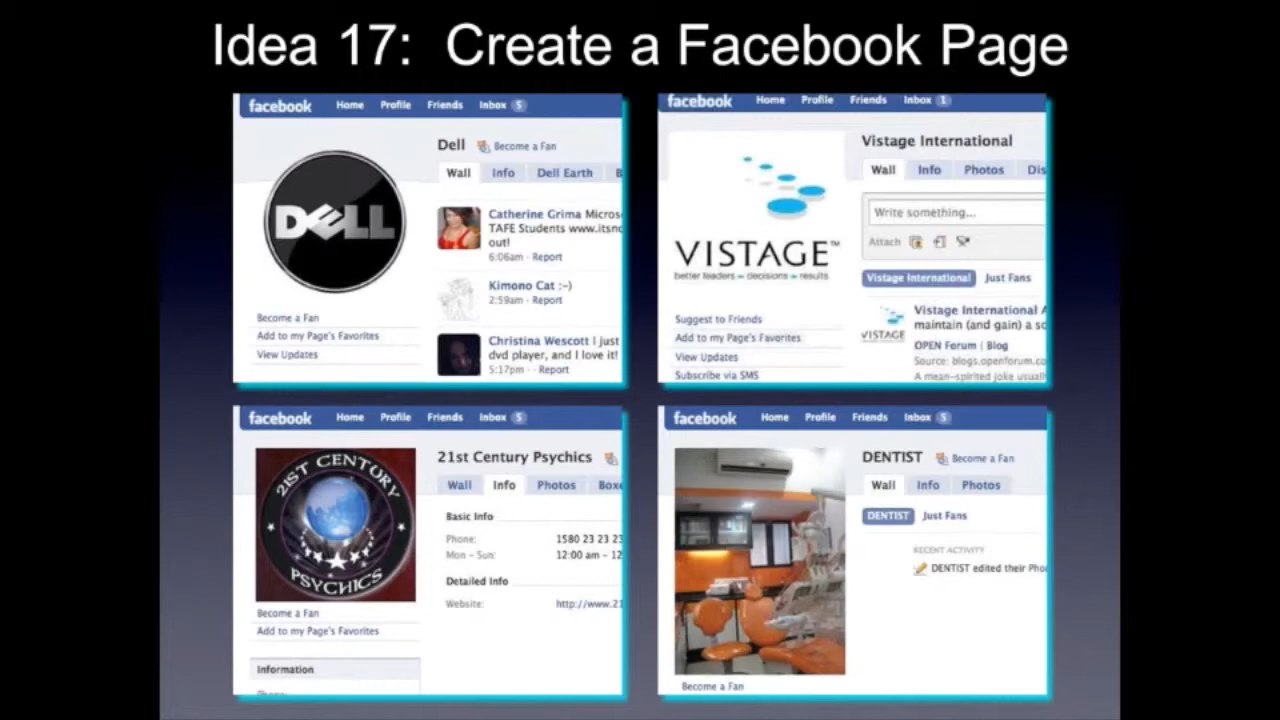 Idea 17: Create a Facebook Page
facebook Home Profile Friends Inbox 5
DELL
Dell Become a Fan
Wall Info Dell Earth B
Catherine Grima Micros
TAFE Students www.itsno
out!
6:06am · Report
Kimono Cat :-)
2:59am · Report
Christina Wescott I just
dvd player, and I love it!
5:17pm · · Report
Become a Fan
Add to my Page's Favorites
View Updates
facebook Home Profile Friends Inbox 1
VISTAGE™
better leaders decisions results
Vistage International
Wall Info Photos Dis
Write something...
Attach
Vistage International Just Fans
VISTAGE
Vistage International A
maintain (and gain) a so
OPEN Forum | Blog
Source: blogs.openforum.co
A mean-spirited joke usuall
Suggest to Friends
Add to my Page's Favorites
View Updates
Subscribe via SMS
facebook Home Profile Friends Inbox 5
21ST CENTURY
PSYCHICS
21st Century Psychics
Wall Info Photos Boxe
Basic Info
Phone: 1580 23 23 23
Mon - Sun: 12:00 am - 12
Detailed Info
Website: http://www.21
Become a Fan
Add to my Page's Favorites
Information
facebook Home Profile Friends Inbox 5
DENTIST Become a Fan
Wall Info Photos
DENTIST Just Fans
RECENT ACTIVITY
DENTIST edited their Pho
Become a Fan